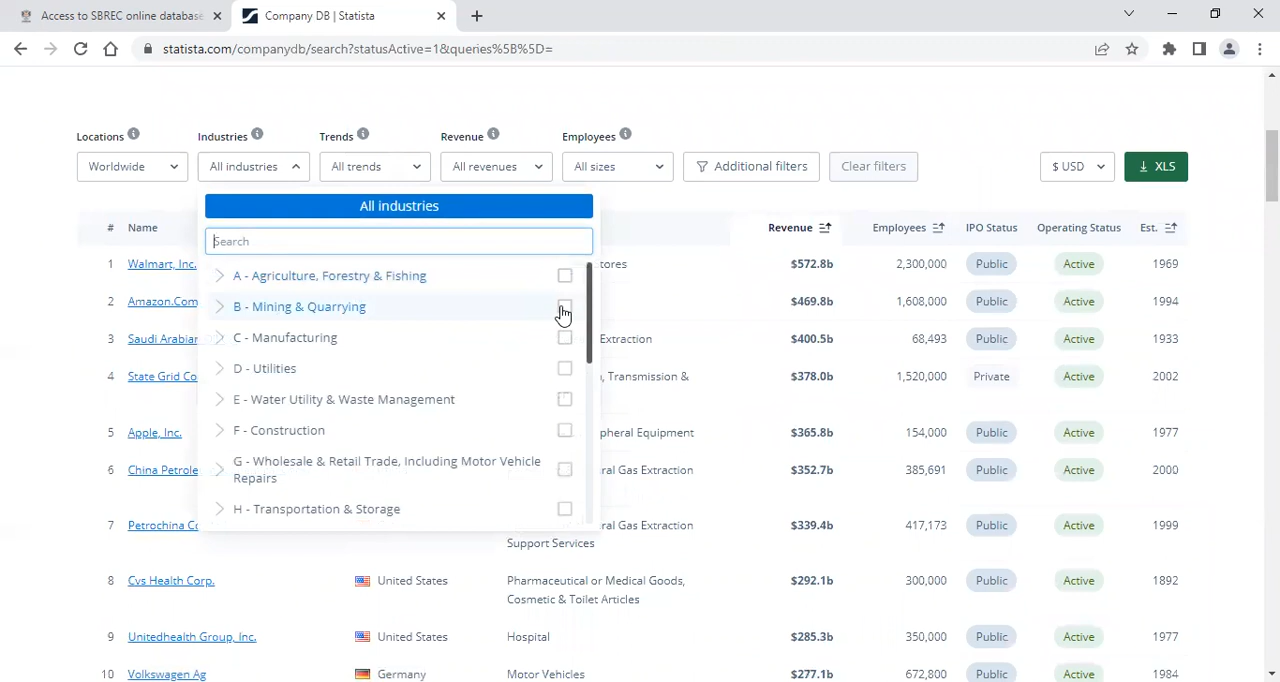 Access to SBREC online database
Company DB | Statista
statista.com/companydb/search?statusActive=1&queries%5B%5D=
Locations Industries Trends Revenue Employees
Worldwide All industries All trends All revenues All sizes Additional filters Clear filters $ USD XLS
All industries
Search
A - Agriculture, Forestry & Fishing
B - Mining & Quarrying
C - Manufacturing
D - Utilities
E - Water Utility & Waste Management
F - Construction
G - Wholesale & Retail Trade, Including Motor Vehicle
Repairs
H - Transportation & Storage
# Name Revenue Employees IPO Status Operating Status Est.
1 Walmart, Inc. $572.8b 2,300,000 Public Active 1969
2 Amazon.Com $469.8b 1,608,000 Public Active 1994
3 Saudi Arabian Extraction $400.5b 68,493 Public Active 1933
4 State Grid Co , Transmission & $378.0b 1,520,000 Private Active 2002
5 Apple, Inc. pheral Equipment $365.8b 154,000 Public Active 1977
6 China Petrole ral Gas Extraction $352.7b 385,691 Public Active 2000
7 Petrochina Co ral Gas Extraction $339.4b 417,173 Public Active 1999
Support Services
8 Cvs Health Corp. United States Pharmaceutical or Medical Goods, $292.1b 300,000 Public Active 1892
Cosmetic & Toilet Articles
9 Unitedhealth Group, Inc. United States Hospital $285.3b 350,000 Public Active 1977
10 Volkswagen Ag Germany Motor Vehicles $277.1b 672,800 Public Active 1984